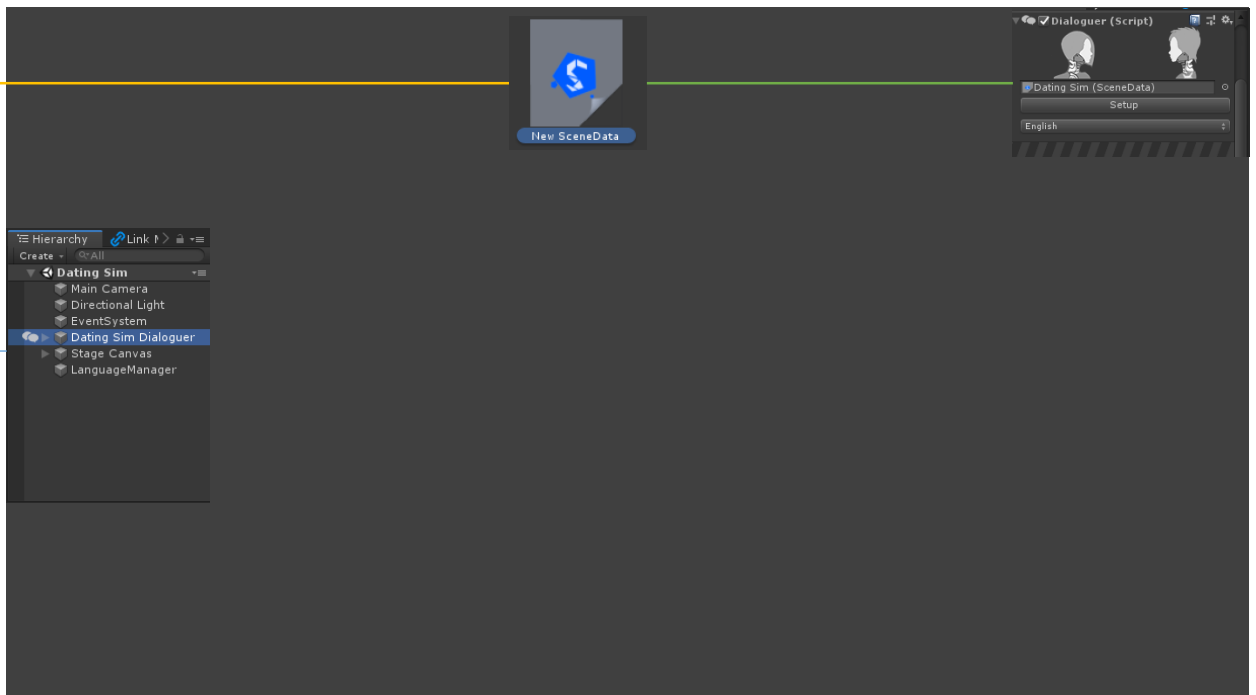 Dialoguer (Script)
Dating Sim (SceneData)
Setup
English
New SceneData
Hierarchy
Link
Create
All
Dating Sim
Main Camera
Directional Light
EventSystem
Dating Sim Dialoguer
Stage Canvas
LanguageManager